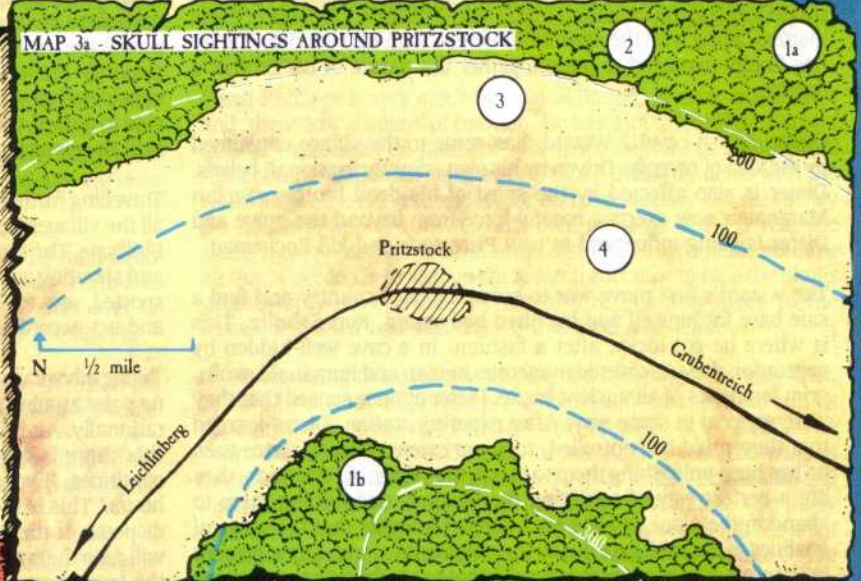 MAP 3a - SKULL SIGHTINGS AROUND PRITZSTOCK
2
1a
3
200
100
4
Pritzstock
N ½ mile
Grubentreich
Leichlinberg
100
1b